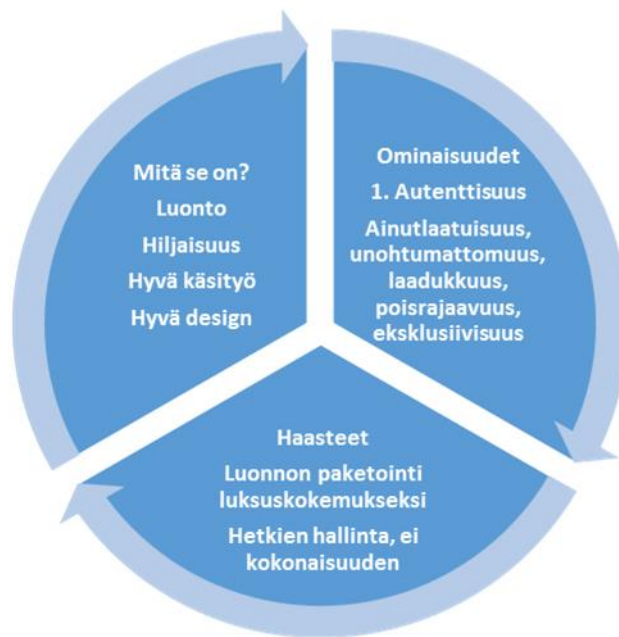 Mitä se on?
Luonto
Hiljaisuus
Hyvä käsityö
Hyvä design
Ominaisuudet
1. Autenttisuus
Ainutlaatuisuus,
unohtumattomuus,
laadukkuus,
poisrajaavuus,
eksklusiivisuus
Haasteet
Luonnon paketointi
luksuskokemukseksi
Hetkien hallinta, ei
kokonaisuuden